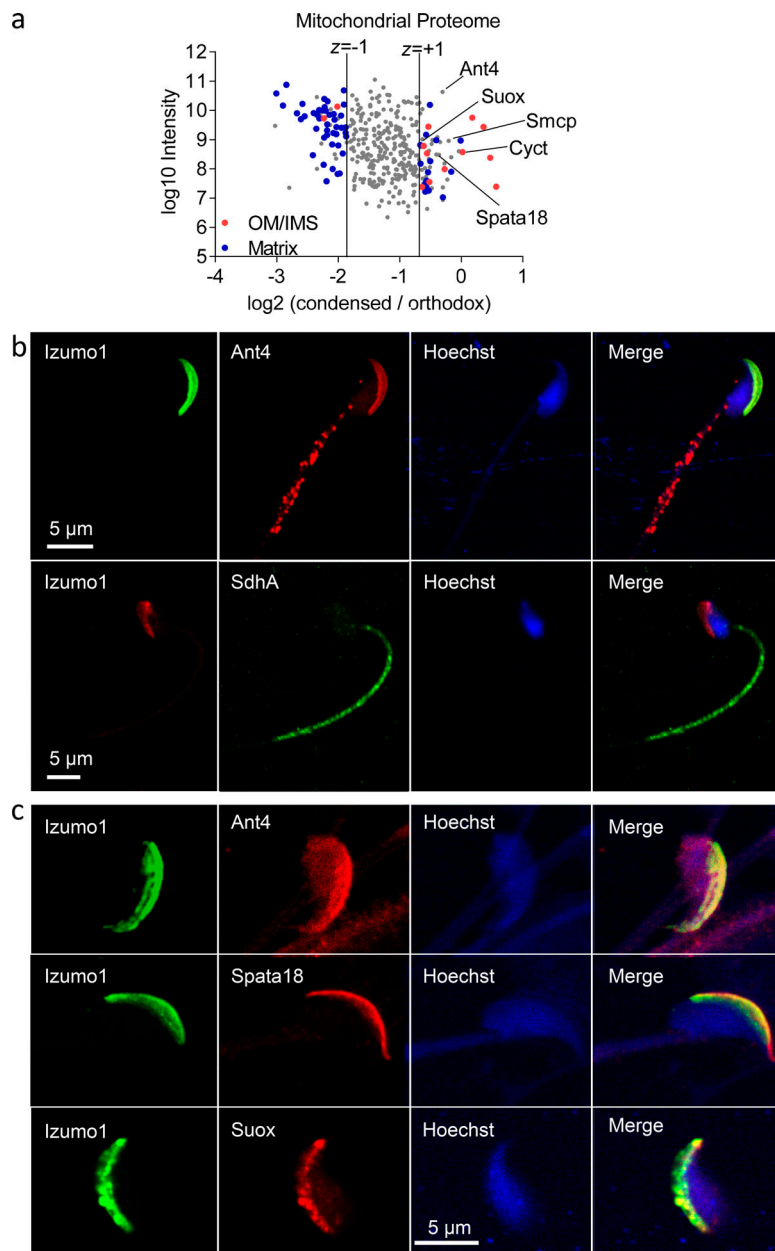 a
Mitochondrial Proteome
z=-1
z=+1
12
11
10
9
8
7
6
5
log10 Intensity
Ant4
Suox
Smcp
Cyct
Spata18
OM/IMS
Matrix
-4
-3
-2
-1
0
1
log2 (condensed / orthodox)
b
Izumo1
Ant4
Hoechst
Merge
5 µm
Izumo1
SdhA
Hoechst
Merge
5 µm
c
Izumo1
Ant4
Hoechst
Merge
Izumo1
Spata18
Hoechst
Merge
Izumo1
Suox
Hoechst
Merge
5 µm